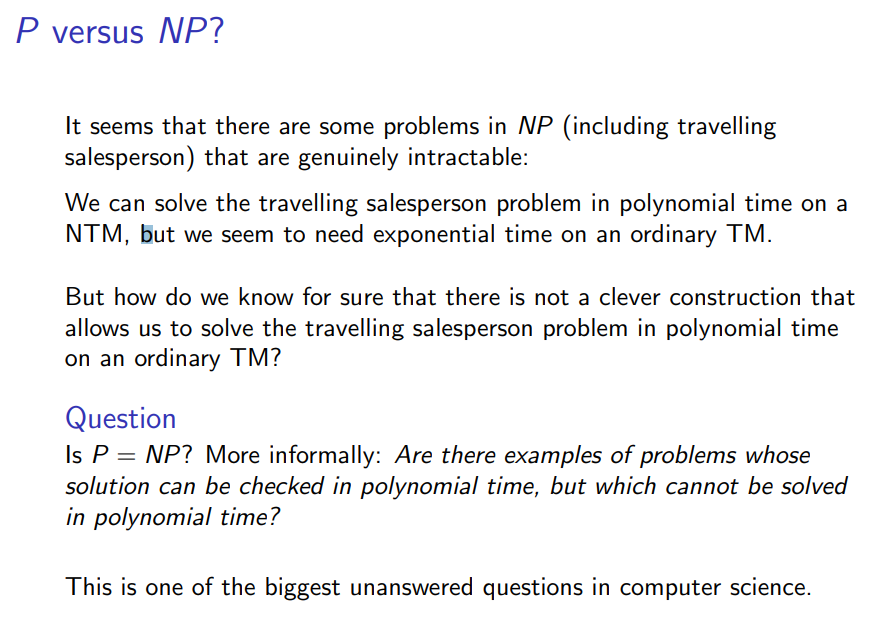 P versus NP?
It seems that there are some problems in NP (including travelling
salesperson) that are genuinely intractable:
We can solve the travelling salesperson problem in polynomial time on a
NTM, but we seem to need exponential time on an ordinary TM.
But how do we know for sure that there is not a clever construction that
allows us to solve the travelling salesperson problem in polynomial time
on an ordinary TM?
Question
Is P = NP? More informally: Are there examples of problems whose
solution can be checked in polynomial time, but which cannot be solved
in polynomial time?
This is one of the biggest unanswered questions in computer science.